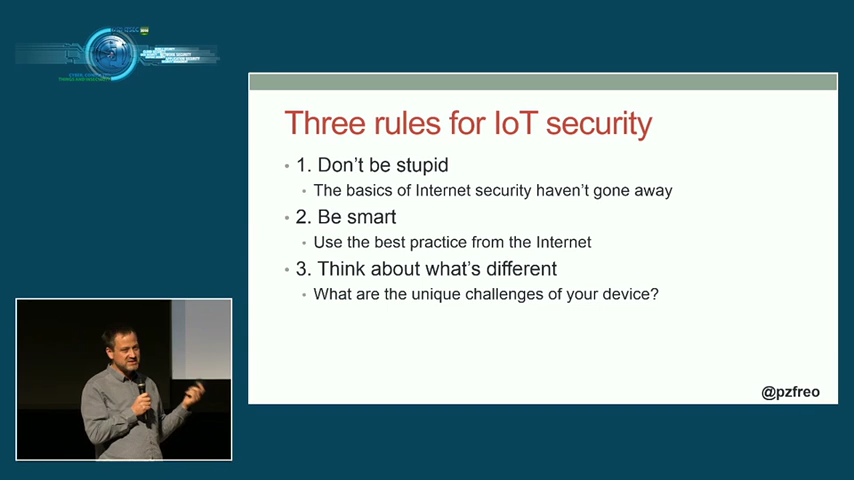 Three rules for IoT security
• 1. Don't be stupid
• The basics of Internet security haven't gone away
• 2. Be smart
• Use the best practice from the Internet
• 3. Think about what's different
• What are the unique challenges of your device?
@pzfreo